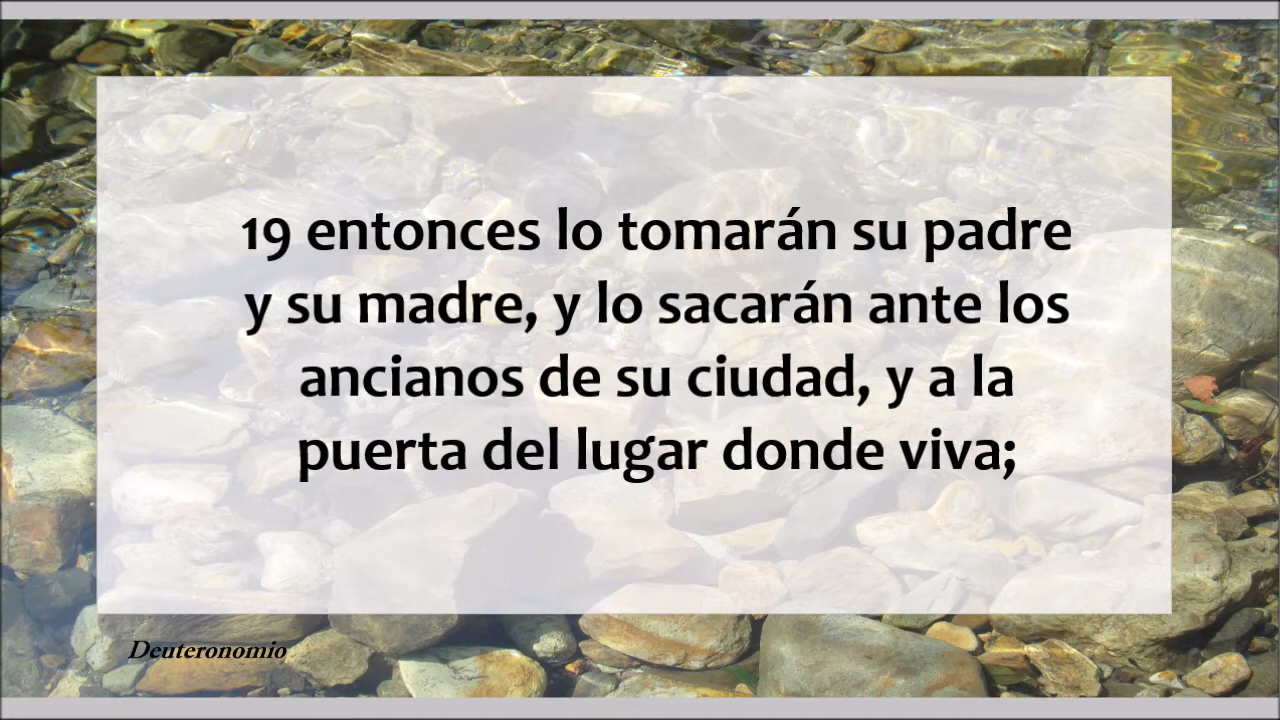 19 entonces lo tomarán su padre
y su madre, y lo sacarán ante los
ancianos de su ciudad, y a la
puerta del lugar donde viva;
Deuteronomio